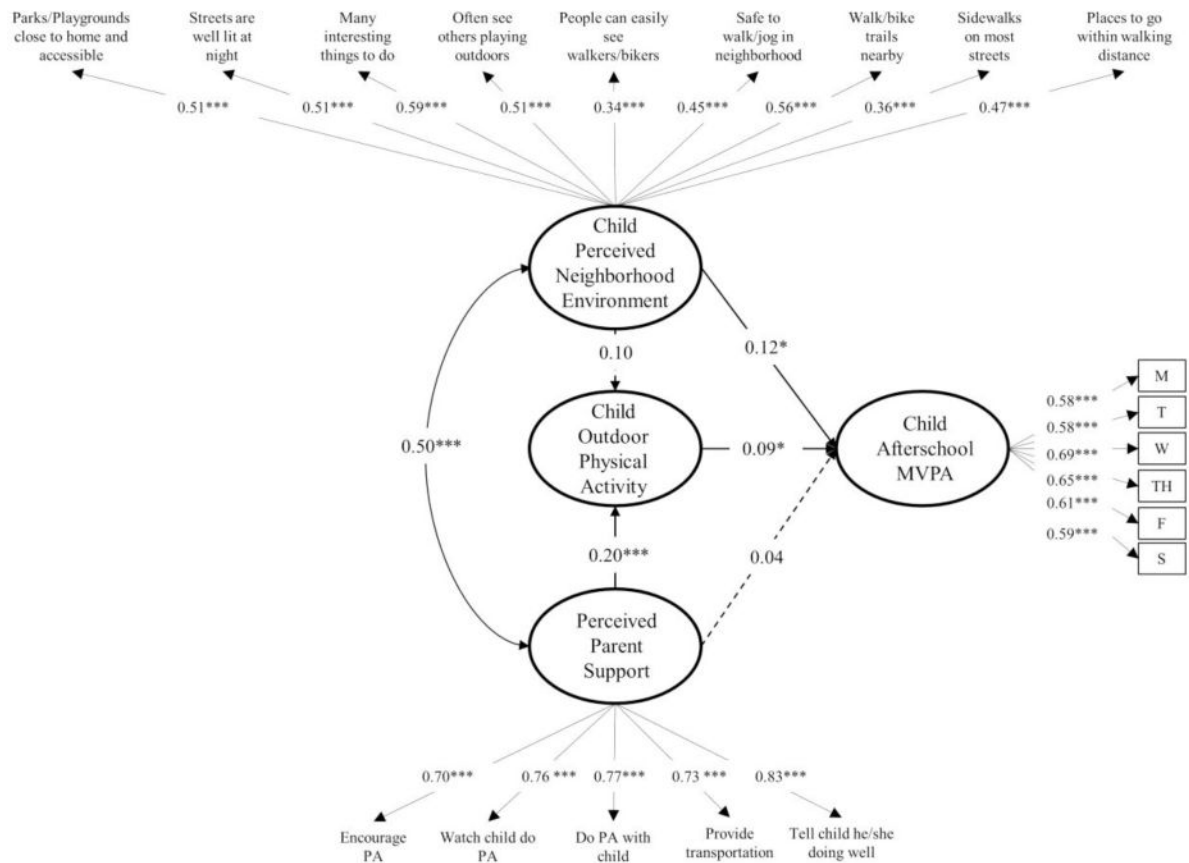 Parks/Playgrounds
close to home and
accessible
Streets are
well lit at
night
Many
interesting
things to do
Often see
others playing
outdoors
People can easily
see
walkers/bikers
Safe to
walk/jog in
neighborhood
Walk/bike
trails
nearby
Sidewalks
on most
streets
Places to go
within walking
distance
0.51***
0.51***
0.59***
0.51***
0.34***
0.45***
0.56***
0.36***
0.47***
Child
Perceived
Neighborhood
Environment
0.10
0.12*
0.50***
Child
Outdoor
Physical
Activity
0.09*
Child
Afterschool
MVPA
0.58***
0.58***
0.69***
0.65***
0.61***
0.59***
M
T
W
TH
F
S
0.20***
0.04
Perceived
Parent
Support
0.70***
0.76 ***
0.77***
0.73 ***
0.83***
Encourage
PA
Watch child do
PA
Do PA with
child
Provide
transportation
Tell child he/she
doing well